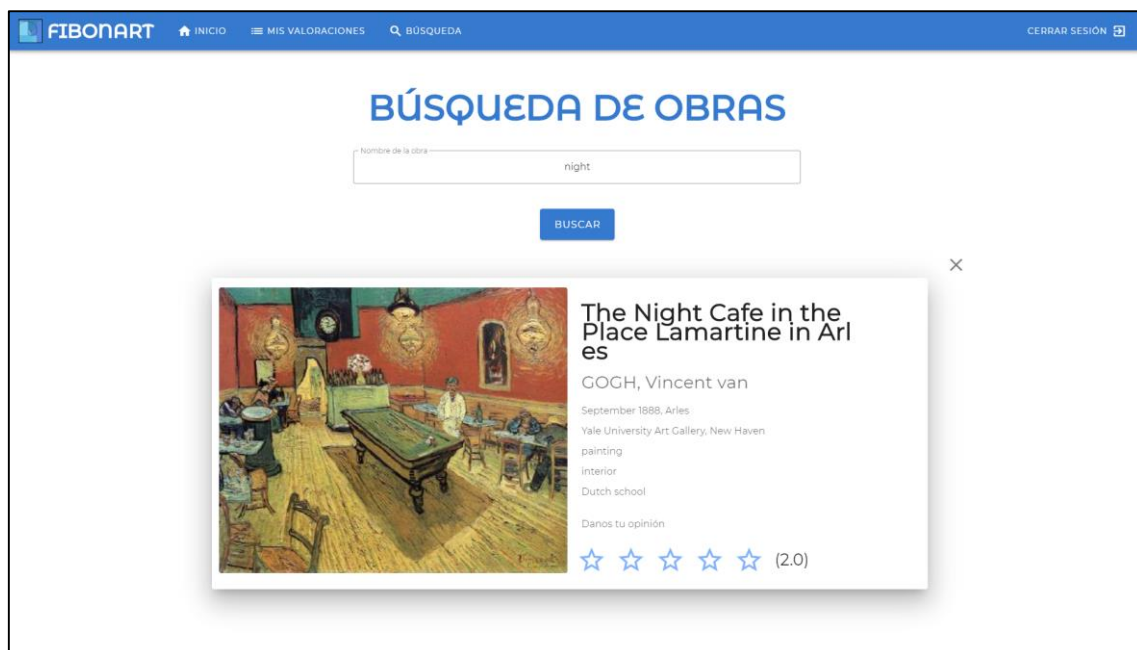 FIBONART
INICIO
MIS VALORACIONES
BÚSQUEDA
CERRAR SESIÓN
BÚSQUEDA DE OBRAS
Nombre de la obra
night
BUSCAR
The Night Cafe in the
Place Lamartine in Arl
es
GOGH, Vincent van
September 1888, Arles
Yale University Art Gallery, New Haven
painting
interior
Dutch school
Danos tu opinión
(2.0)